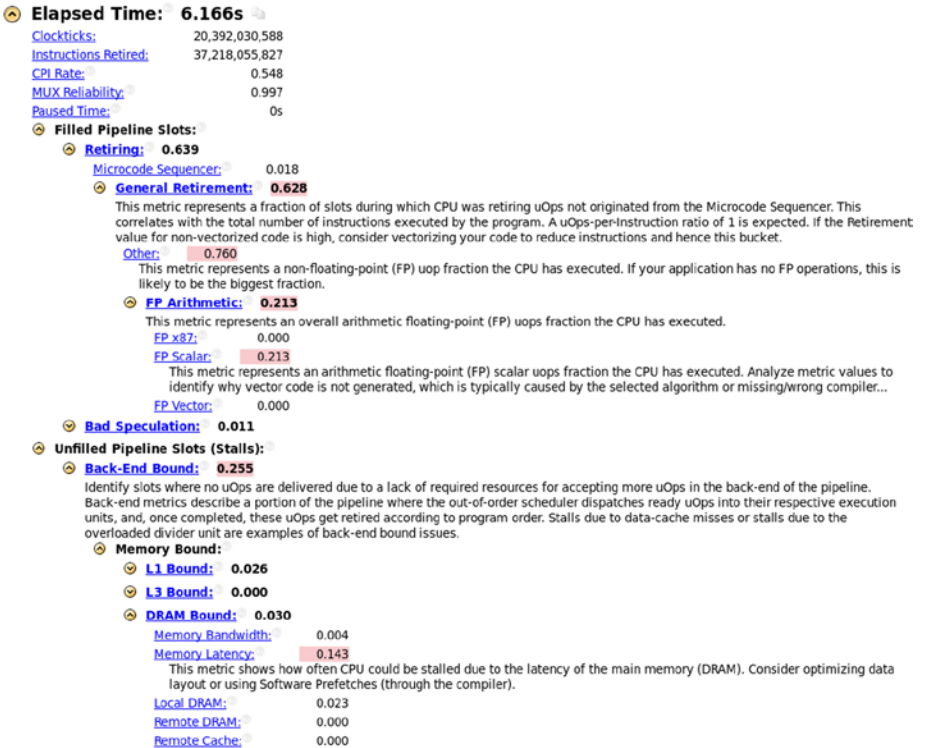 Elapsed Time: 6.166s
Clockticks: 20,392,030,588
Instructions Retired: 37,218,055,827
CPI Rate: 0.548
MUX Reliability: 0.997
Paused Time: 0s
Filled Pipeline Slots:
Retiring: 0.639
Microcode Sequencer: 0.018
General Retirement: 0.628
This metric represents a fraction of slots during which CPU was retiring uOps not originated from the Microcode Sequencer. This
correlates with the total number of instructions executed by the program. A uOps-per-Instruction ratio of 1 is expected. If the Retirement
value for non-vectorized code is high, consider vectorizing your code to reduce instructions and hence this bucket.
Other: 0.760
This metric represents a non-floating-point (FP) uop fraction the CPU has executed. If your application has no FP operations, this is
likely to be the biggest fraction.
FP Arithmetic: 0.213
This metric represents an overall arithmetic floating-point (FP) uops fraction the CPU has executed.
FP x87: 0.000
FP Scalar: 0.213
This metric represents an arithmetic floating-point (FP) scalar uops fraction the CPU has executed. Analyze metric values to
identify why vector code is not generated, which is typically caused by the selected algorithm or missing/wrong compiler...
FP Vector: 0.000
Bad Speculation: 0.011
Unfilled Pipeline Slots (Stalls):
Back-End Bound: 0.255
Identify slots where no uOps are delivered due to a lack of required resources for accepting more uOps in the back-end of the pipeline.
Back-end metrics describe a portion of the pipeline where the out-of-order scheduler dispatches ready uOps into their respective execution
units, and, once completed, these uOps get retired according to program order. Stalls due to data-cache misses or stalls due to the
overloaded divider unit are examples of back-end bound issues.
Memory Bound:
L1 Bound: 0.026
L3 Bound: 0.000
DRAM Bound: 0.030
Memory Bandwidth: 0.004
Memory Latency: 0.143
This metric shows how often CPU could be stalled due to the latency of the main memory (DRAM). Consider optimizing data
layout or using Software Prefetches (through the compiler).
Local DRAM: 0.023
Remote DRAM: 0.000
Remote Cache: 0.000